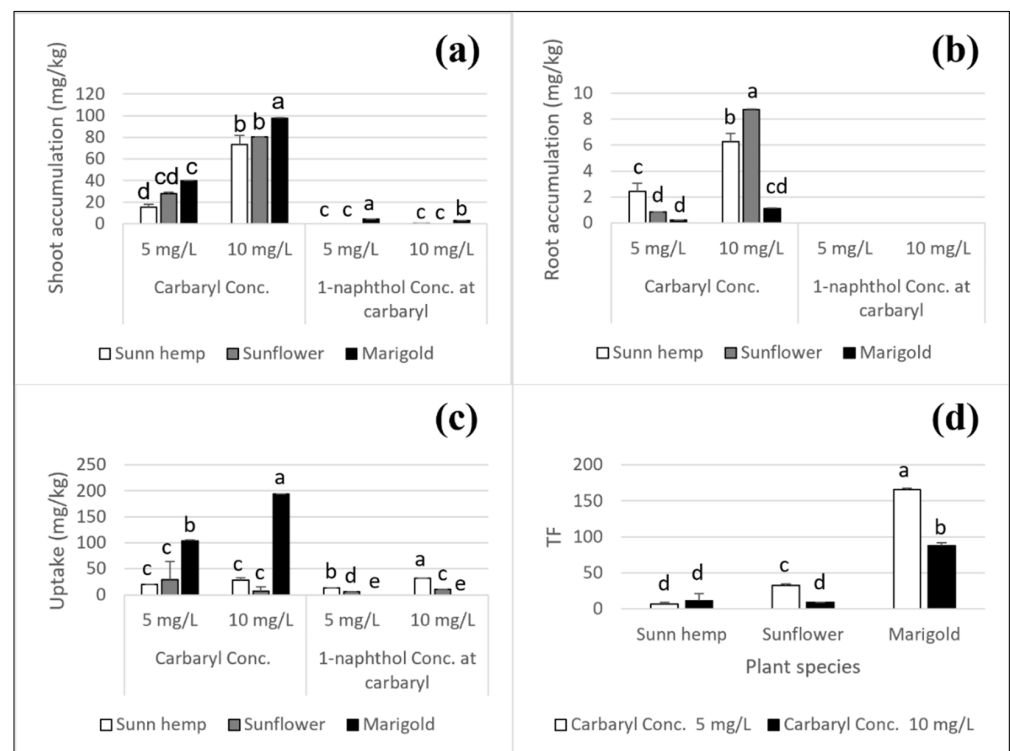 (a)
Shoot accumulation (mg/kg)
120
100
80
60
40
20
0
d cd c
b b a
c c a
c c b
5 mg/L 10 mg/L 5 mg/L 10 mg/L
Carbaryl Conc. 1-naphthol Conc. at
carbaryl
Sunn hemp Sunflower Marigold
(b)
Root accumulation (mg/kg)
10
8
6
4
2
0
c d d
b a cd
5 mg/L 10 mg/L 5 mg/L 10 mg/L
Carbaryl Conc. 1-naphthol Conc. at
carbaryl
Sunn hemp Sunflower Marigold
(c)
Uptake (mg/kg)
250
200
150
100
50
0
c c b
c c a
b d e
a c e
5 mg/L 10 mg/L 5 mg/L 10 mg/L
Carbaryl Conc. 1-naphthol Conc. at
carbaryl
Sunn hemp Sunflower Marigold
(d)
TF
200
150
100
50
0
d d
c d
a b
Sunn hemp Sunflower Marigold
Plant species
Carbaryl Conc. 5 mg/L Carbaryl Conc. 10 mg/L